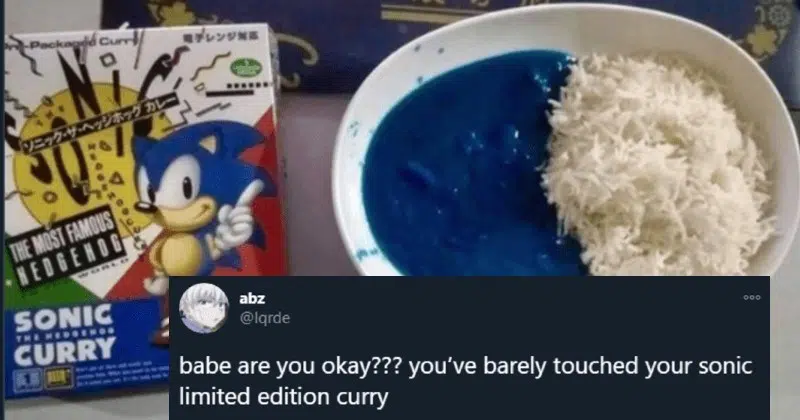 Pre-Packaged Curry
電子レンジ対応
SONIC
ソニック・ザ・ヘッジホッグ カレー
THE MOST FAMOUS
HEDGEHOG
WORLD
SONIC
THE HEDGEHOG
CURRY
abz
@lqrde
babe are you okay??? you've barely touched your sonic
limited edition curry